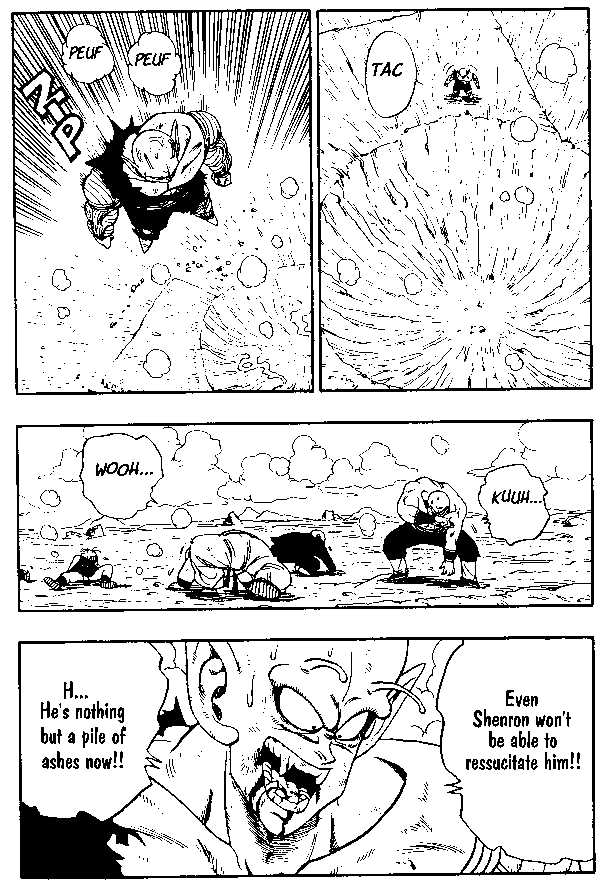 PEUF
PEUF
ZIP
TAC
WOOH...
KUUH...
H...
He's nothing
but a pile of
ashes now!!
Even
Shenron won't
be able to
ressucitate him!!